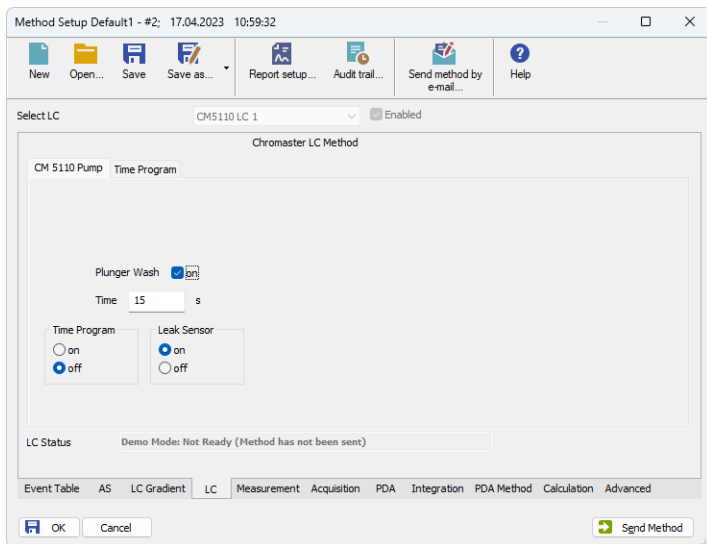 Method Setup Default1 - #2; 17.04.2023 10:59:32
New Open... Save Save as... Report setup... Audit trail... Send method by e-mail... Help
Select LC CM5110 LC 1 Enabled
Chromaster LC Method
CM 5110 Pump Time Program
Plunger Wash on
Time 15 s
Time Program Leak Sensor
on on
off off
LC Status Demo Mode: Not Ready (Method has not been sent)
Event Table AS LC Gradient LC Measurement Acquisition PDA Integration PDA Method Calculation Advanced
OK Cancel Send Method